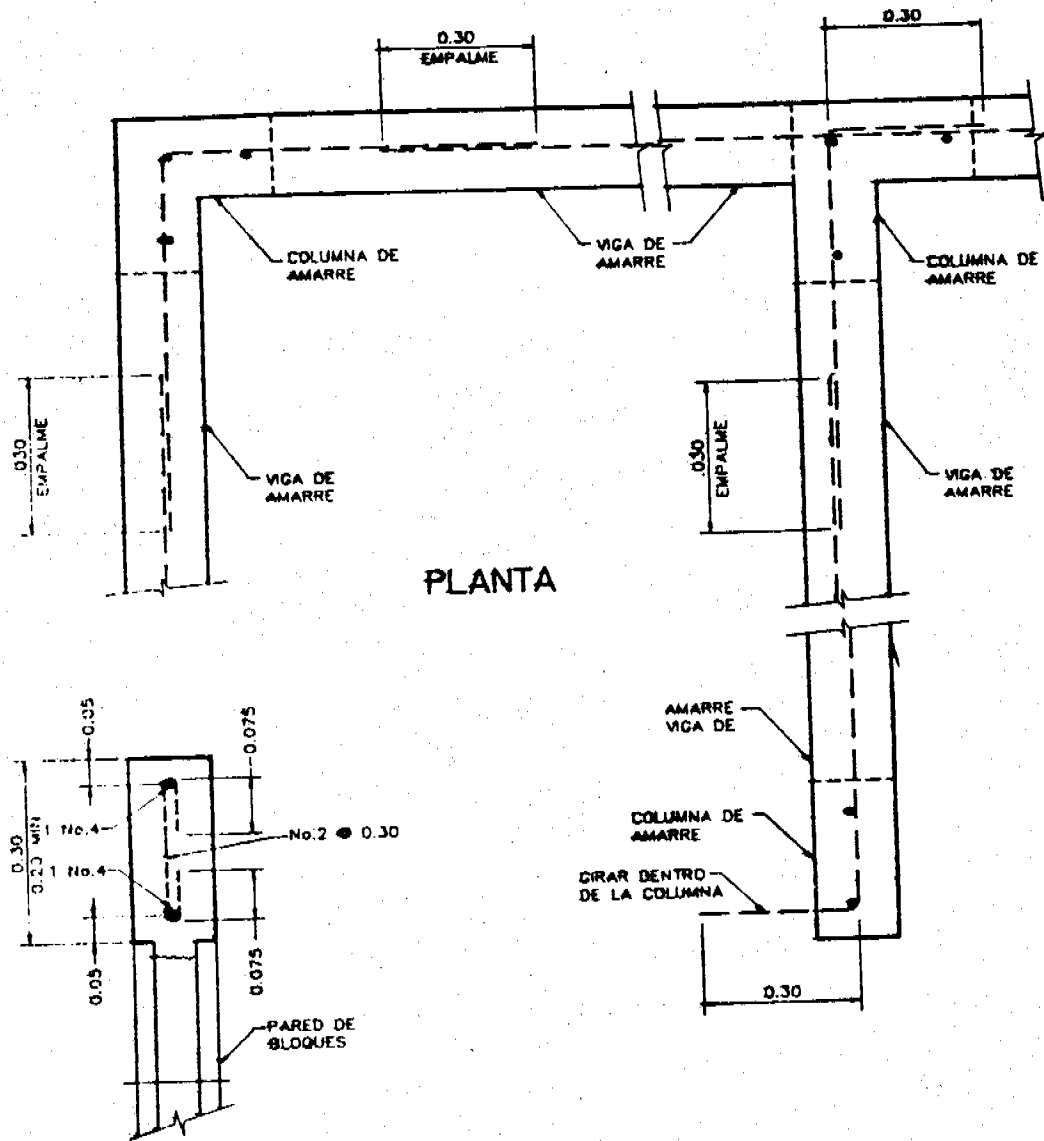 0.30
EMPALME
0.30
COLUMNA DE
AMARRE
VIGA DE
AMARRE
COLUMNA DE
AMARRE
0.30
EMPALME
VIGA DE
AMARRE
.030
EMPALME
VIGA DE
AMARRE
PLANTA
0.05
0.075
0.30
0.20 MIN
1 No.4
1 No.4
No.2 @ 0.30
0.05
0.075
PARED DE
BLOQUES
AMARRE
VIGA DE
COLUMNA DE
AMARRE
GIRAR DENTRO
DE LA COLUMNA
0.30